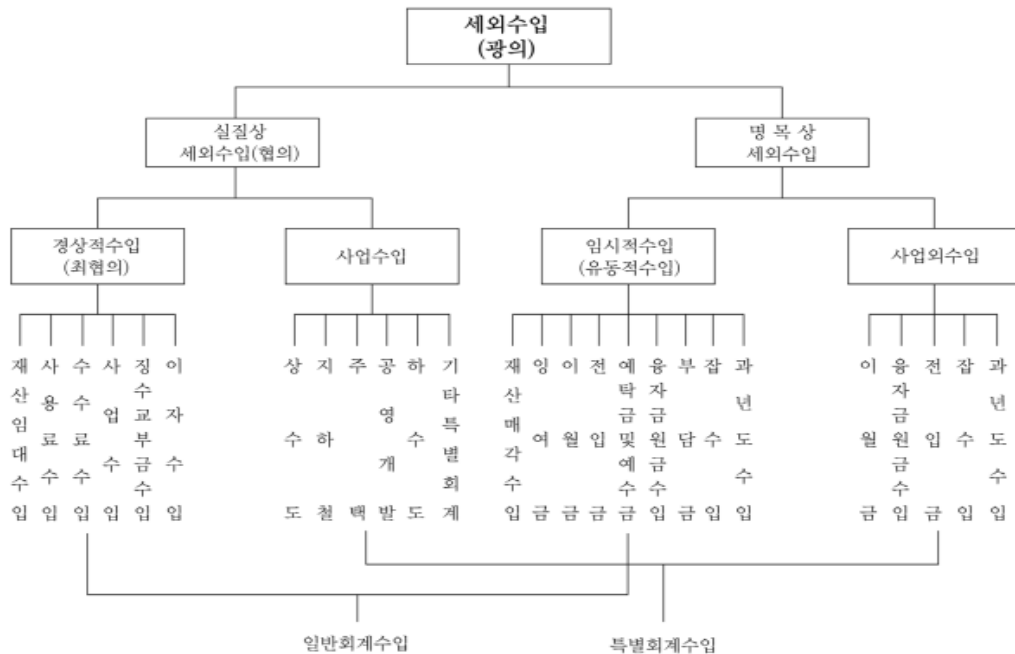 세외수입
(광의)
실질상
세외수입(협의)
명 목 상
세외수입
경상적수입
(최협의)
사업수입
임시적수입
(유동적수입)
사업외수입
재산임대수입
사용료수입
수수료수입
사업수입
징수교부금수입
이자수입
상수도
지하철
주택
공영개발
하수도
기타특별회계
재산매각수입
잉여금
이월금
전입금
예탁금및예수금
융자금원금수입
부담금
잡수입
과년도수입
이월금
융자금원금수입
전입금
잡수입
과년도수입
일반회계수입
특별회계수입